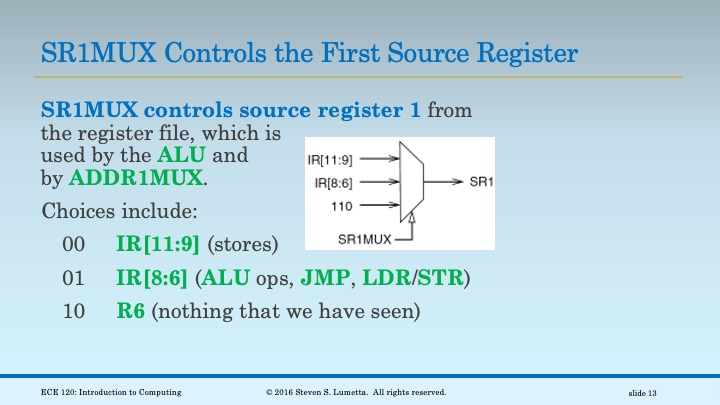 SR1MUX Controls the First Source Register
SR1MUX controls source register 1 from
the register file, which is
used by the ALU and
by ADDR1MUX.
IR[11:9]
IR[8:6]
SR1
110
SR1MUX
Choices include:
00 IR[11:9] (stores)
01 IR[8:6] (ALU ops, JMP, LDR/STR)
10 R6 (nothing that we have seen)
ECE 120: Introduction to Computing
© 2016 Steven S. Lumetta. All rights reserved.
slide 13